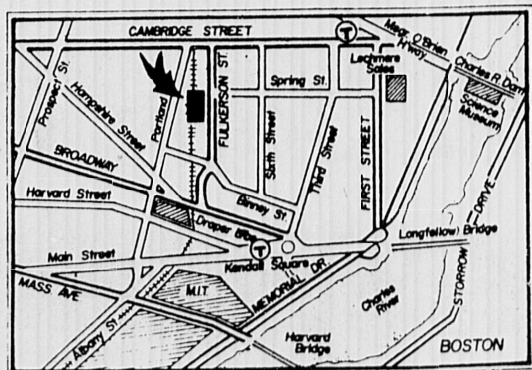 CAMBRIDGE STREET
T
Msgr. O'Brien H'way
Charles R. Dam
Lechmere Sales
Science Museum
Prospect St.
Hampshire Street
Portland
FULKERSON ST.
Spring St.
Sixth Street
Third Street
FIRST STREET
BROADWAY
Binney St.
Harvard Street
Draper Labs
Longfellow Bridge
DRIVE
STORROW
Main Street
T
Kendall Square
MASS AVE
M.I.T.
MEMORIAL DR.
Charles River
Albany St.
Harvard Bridge
BOSTON